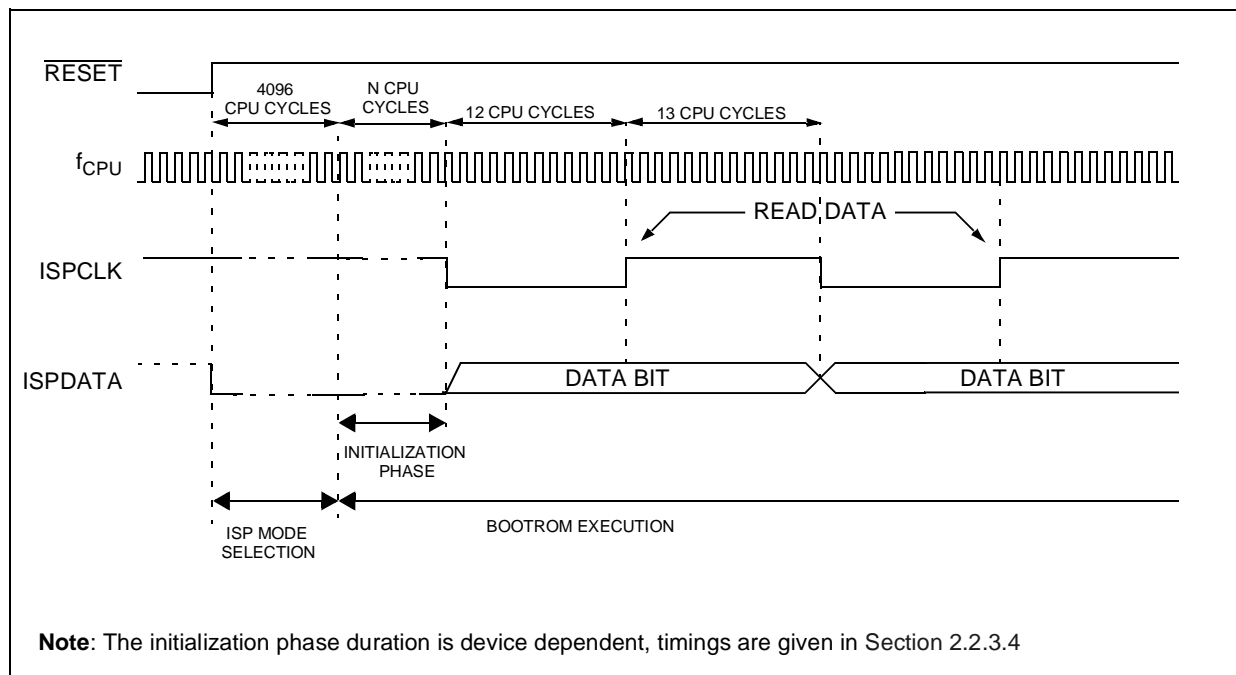 RESET
4096
CPU CYCLES
N CPU
CYCLES
12 CPU CYCLES
13 CPU CYCLES
fCPU
READ DATA
ISPCLK
ISPDATA
DATA BIT
DATA BIT
INITIALIZATION
PHASE
ISP MODE
SELECTION
BOOTROM EXECUTION
Note: The initialization phase duration is device dependent, timings are given in Section 2.2.3.4